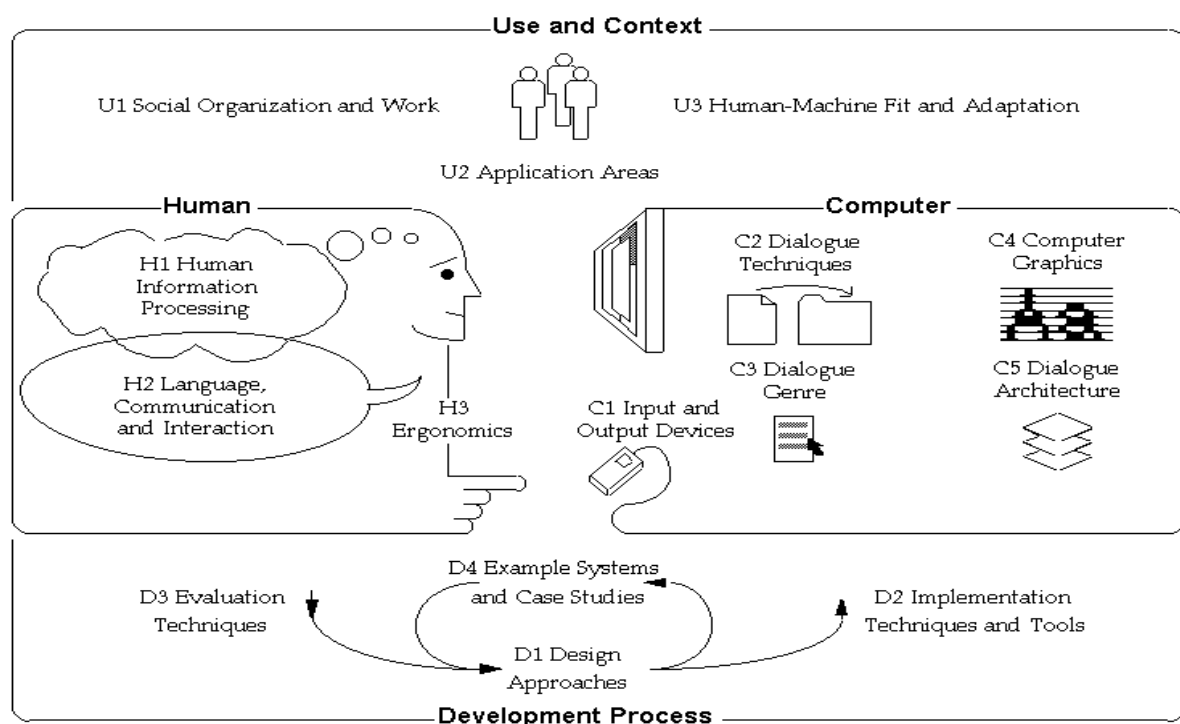 Use and Context
U1 Social Organization and Work
U3 Human-Machine Fit and Adaptation
U2 Application Areas
Human
H1 Human
Information
Processing
H2 Language,
Communication
and Interaction
H3
Ergonomics
Computer
C1 Input and
Output Devices
C2 Dialogue
Techniques
C3 Dialogue
Genre
C4 Computer
Graphics
C5 Dialogue
Architecture
D3 Evaluation
Techniques
D4 Example Systems
and Case Studies
D1 Design
Approaches
D2 Implementation
Techniques and Tools
Development Process